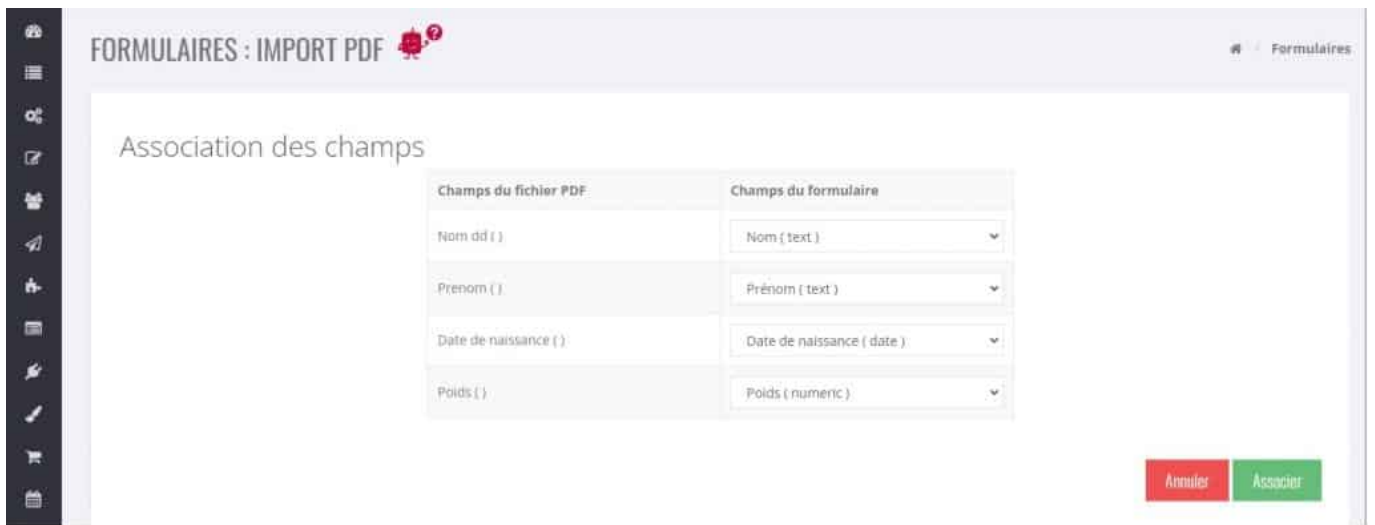 FORMULAIRES : IMPORT PDF ?
/ Formulaires
Association des champs
Champs du fichier PDF Champs du formulaire
Nom dd ( ) Nom ( text )
Prenom ( ) Prénom ( text )
Date de naissance ( ) Date de naissance ( date )
Poids ( ) Poids ( numeric )
Annuler Associer